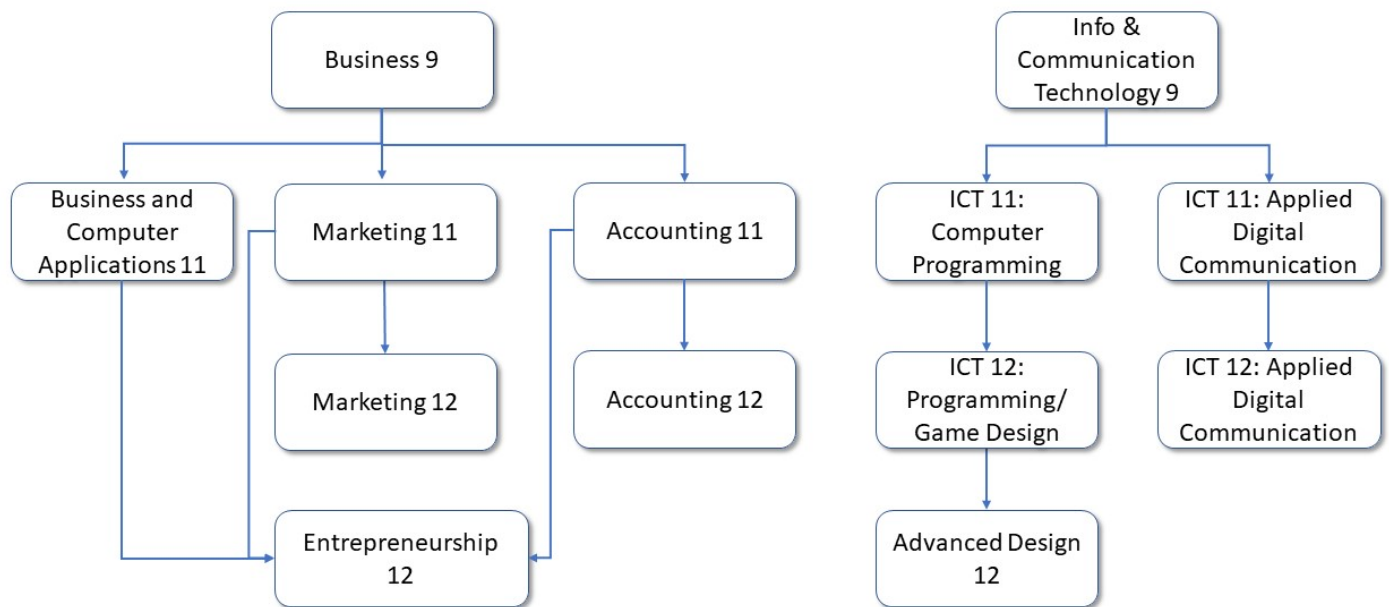 Business 9
Info &
Communication
Technology 9
Business and
Computer
Applications 11
Marketing 11
Accounting 11
ICT 11:
Computer
Programming
ICT 11: Applied
Digital
Communication
Marketing 12
Accounting 12
ICT 12:
Programming/
Game Design
ICT 12: Applied
Digital
Communication
Entrepreneurship
12
Advanced Design
12